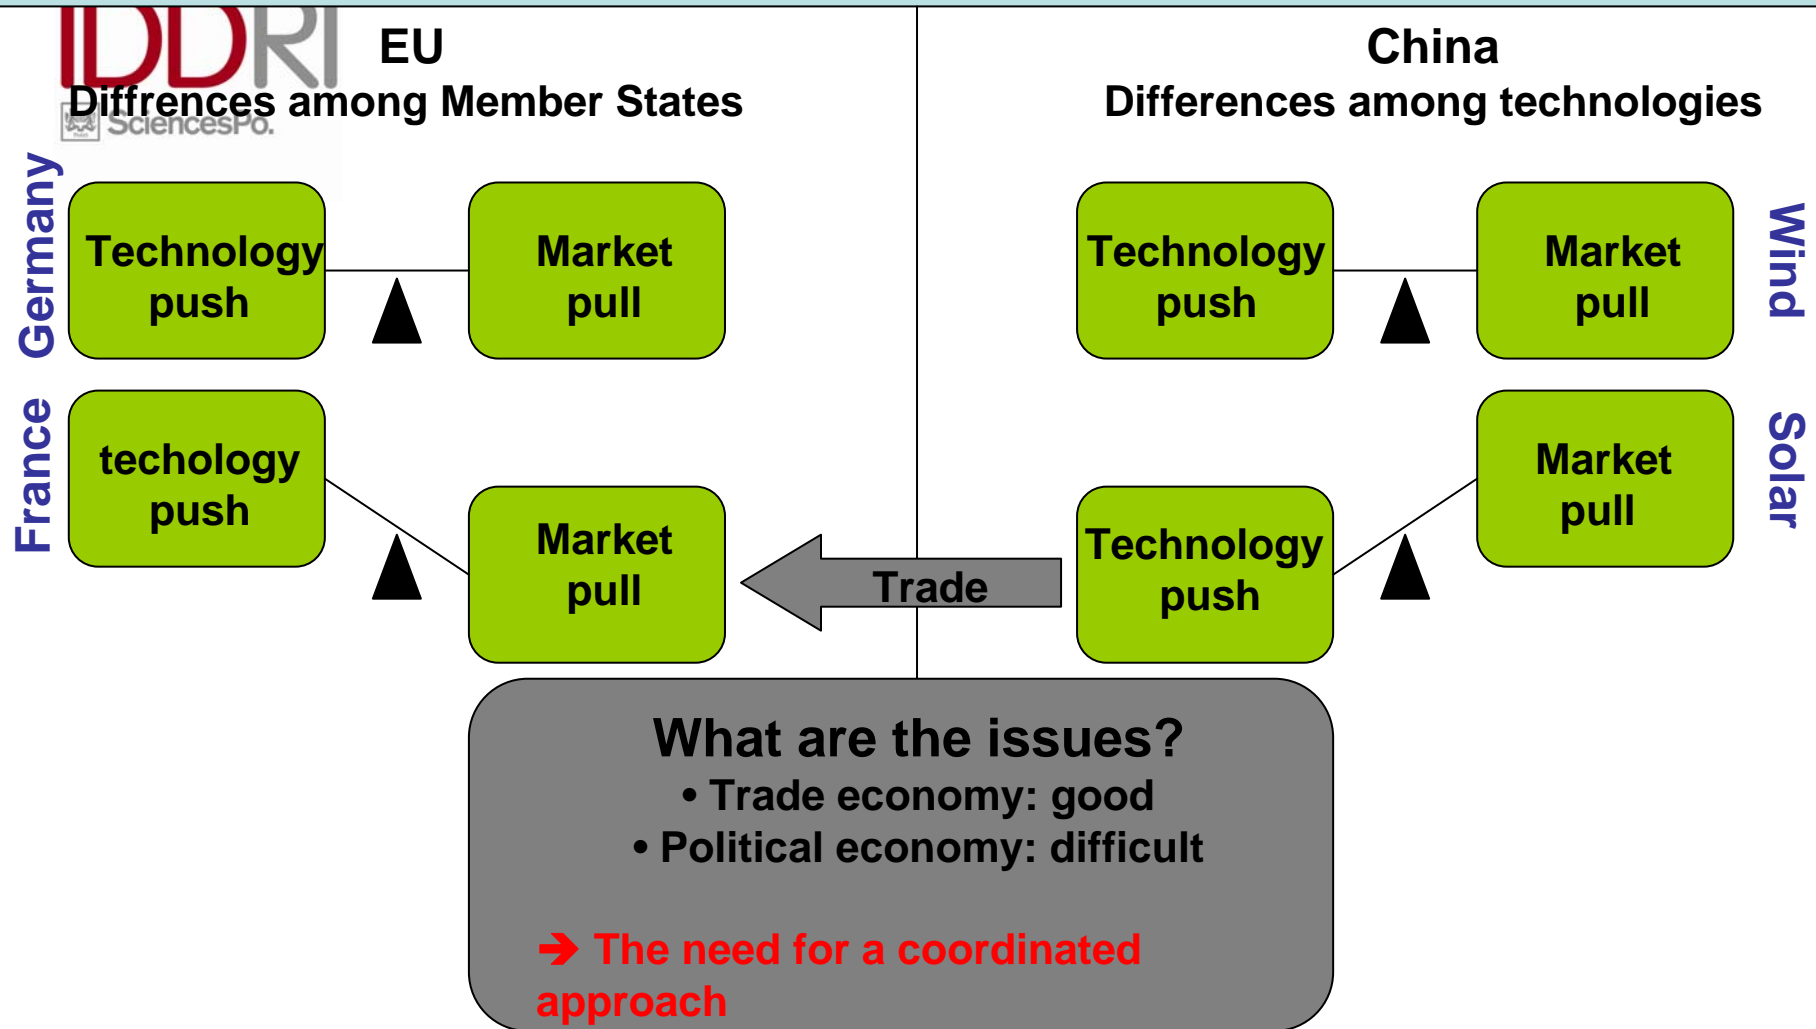 IDDRI
SciencesPo.
EU
Diffrences among Member States
Germany
Technology
push
Market
pull
France
techology
push
Market
pull
China
Differences among technologies
Technology
push
Market
pull
Wind
Technology
push
Market
pull
Solar
Trade
What are the issues?
• Trade economy: good
• Political economy: difficult
➔ The need for a coordinated
approach